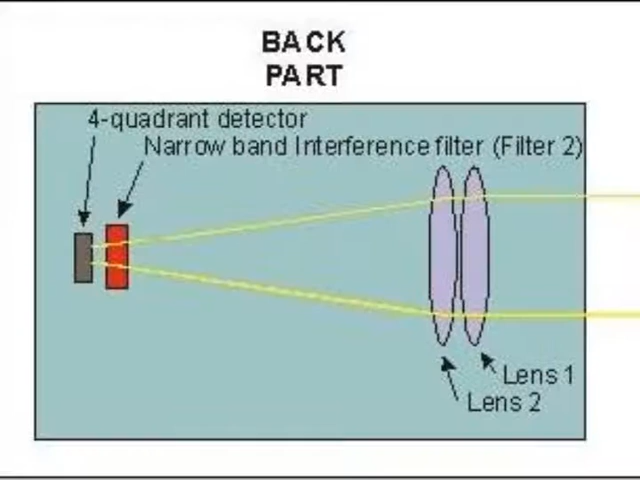 BACK
PART
4-quadrant detector
Narrow band Interference filter (Filter 2)
Lens 1
Lens 2